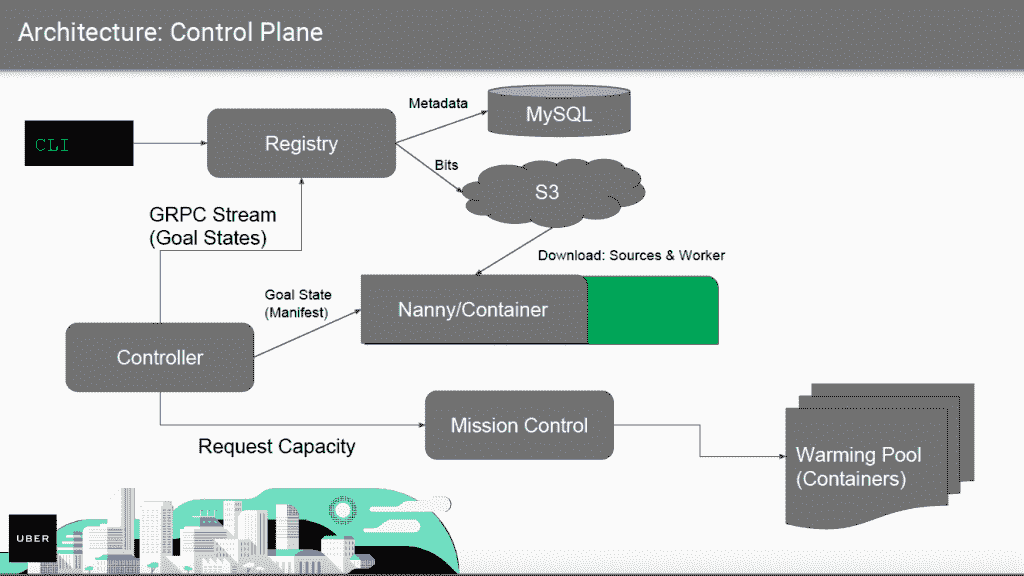 Architecture: Control Plane
CLI
Registry
Metadata
MySQL
Bits
S3
GRPC Stream
(Goal States)
Download: Sources & Worker
Goal State
(Manifest)
Nanny/Container
Controller
Mission Control
Request Capacity
Warming Pool
(Containers)
UBER